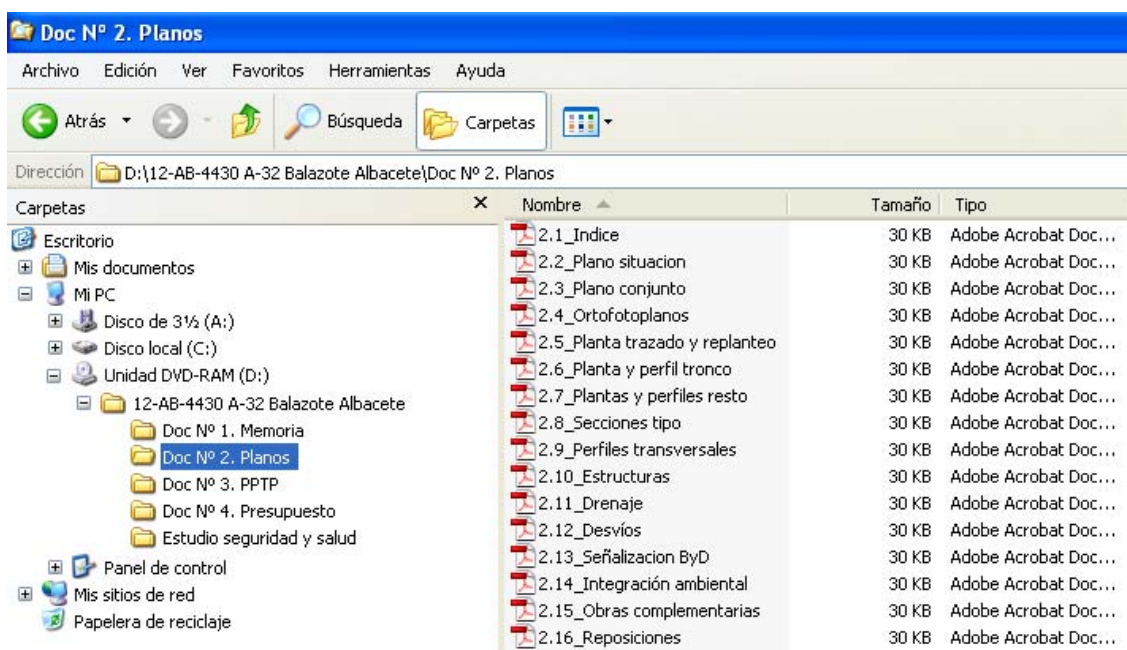 Doc Nº 2. Planos
Archivo Edición Ver Favoritos Herramientas Ayuda
Atrás Búsqueda Carpetas
Dirección D:\12-AB-4430 A-32 Balazote Albacete\Doc Nº 2. Planos
Carpetas
Escritorio
Mis documentos
Mi PC
Disco de 3½ (A:)
Disco local (C:)
Unidad DVD-RAM (D:)
12-AB-4430 A-32 Balazote Albacete
Doc Nº 1. Memoria
Doc Nº 2. Planos
Doc Nº 3. PPTP
Doc Nº 4. Presupuesto
Estudio seguridad y salud
Panel de control
Mis sitios de red
Papelera de reciclaje
Nombre Tamaño Tipo
2.1_Indice 30 KB Adobe Acrobat Doc...
2.2_Plano situacion 30 KB Adobe Acrobat Doc...
2.3_Plano conjunto 30 KB Adobe Acrobat Doc...
2.4_Ortofotoplanos 30 KB Adobe Acrobat Doc...
2.5_Planta trazado y replanteo 30 KB Adobe Acrobat Doc...
2.6_Planta y perfil tronco 30 KB Adobe Acrobat Doc...
2.7_Plantas y perfiles resto 30 KB Adobe Acrobat Doc...
2.8_Secciones tipo 30 KB Adobe Acrobat Doc...
2.9_Perfiles transversales 30 KB Adobe Acrobat Doc...
2.10_Estructuras 30 KB Adobe Acrobat Doc...
2.11_Drenaje 30 KB Adobe Acrobat Doc...
2.12_Desvíos 30 KB Adobe Acrobat Doc...
2.13_Señalizacion ByD 30 KB Adobe Acrobat Doc...
2.14_Integración ambiental 30 KB Adobe Acrobat Doc...
2.15_Obras complementarias 30 KB Adobe Acrobat Doc...
2.16_Reposiciones 30 KB Adobe Acrobat Doc...